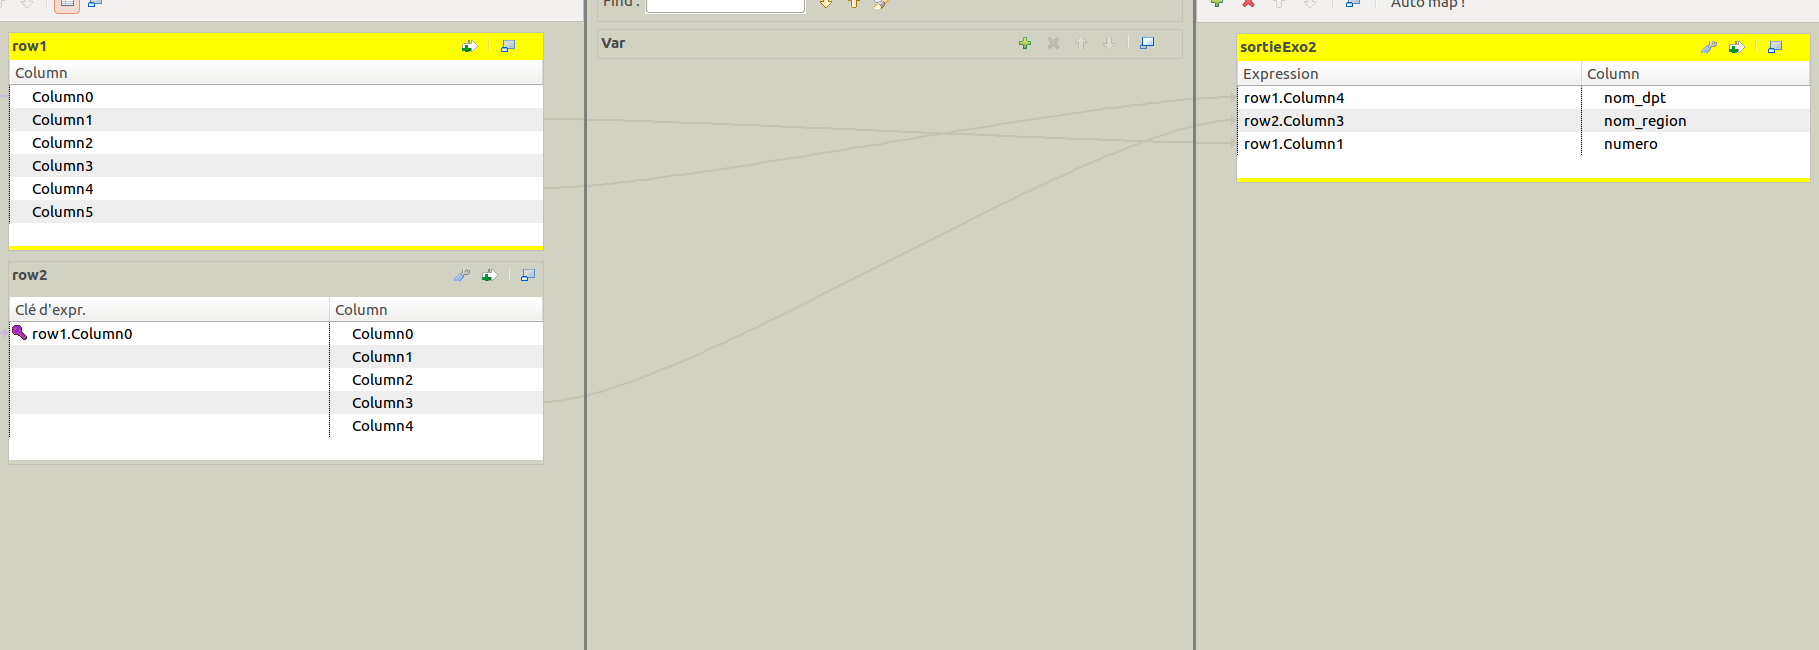 Find :
Auto map !
row1
Column
Column0
Column1
Column2
Column3
Column4
Column5
row2
Clé d'expr. Column
row1.Column0 Column0
Column1
Column2
Column3
Column4
Var
sortieExo2
Expression Column
row1.Column4 nom_dpt
row2.Column3 nom_region
row1.Column1 numero